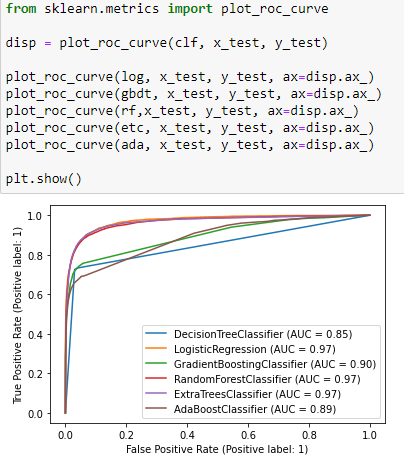 from sklearn.metrics import plot_roc_curve
disp = plot_roc_curve(clf, x_test, y_test)
plot_roc_curve(log, x_test, y_test, ax=disp.ax_)
plot_roc_curve(gbdt, x_test, y_test, ax=disp.ax_)
plot_roc_curve(rf,x_test, y_test, ax=disp.ax_)
plot_roc_curve(etc, x_test, y_test, ax=disp.ax_)
plot_roc_curve(ada, x_test, y_test, ax=disp.ax_)
plt.show()
True Positive Rate (Positive label: 1)
1.0
0.8
0.6
0.4
0.2
0.0
DecisionTreeClassifier (AUC = 0.85)
LogisticRegression (AUC = 0.97)
GradientBoostingClassifier (AUC = 0.90)
RandomForestClassifier (AUC = 0.97)
ExtraTreesClassifier (AUC = 0.97)
AdaBoostClassifier (AUC = 0.89)
0.0 0.2 0.4 0.6 0.8 1.0
False Positive Rate (Positive label: 1)